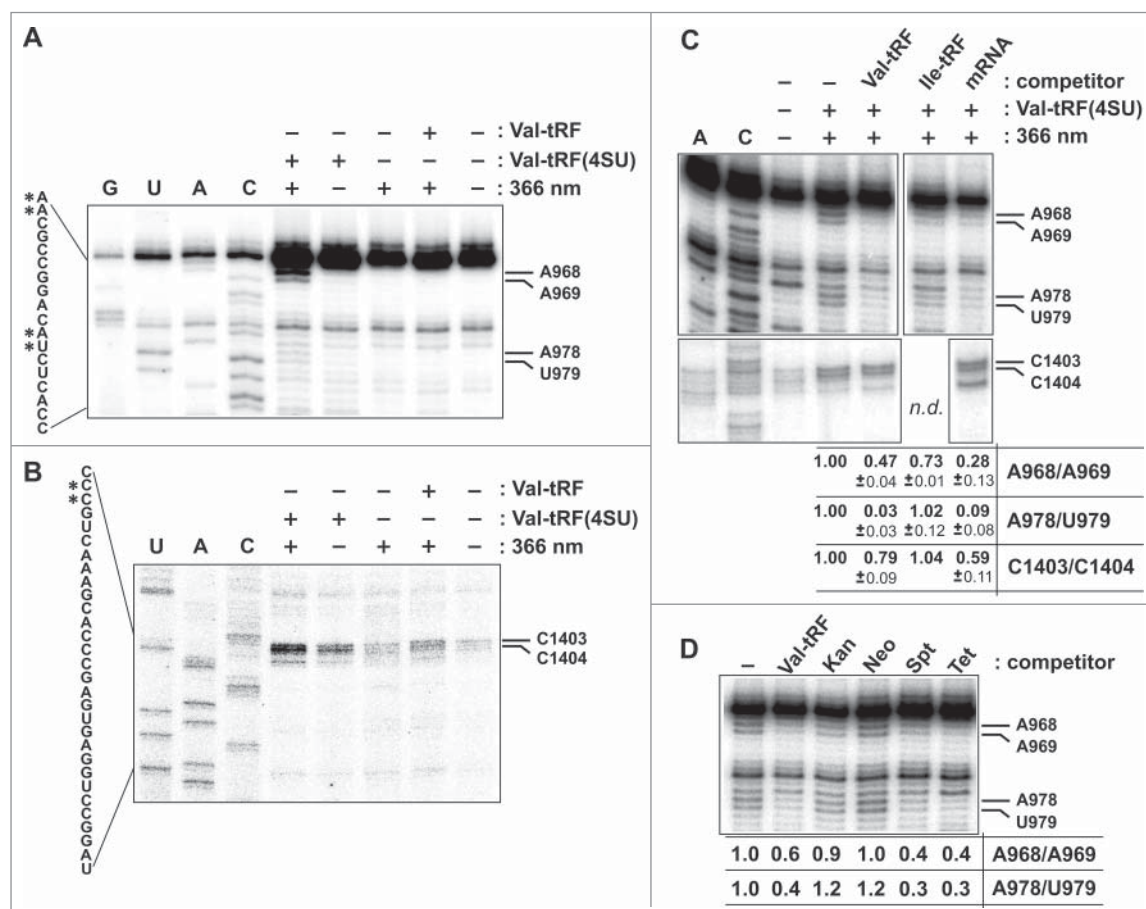 A
– – – + – : Val-tRF
+ + – – – : Val-tRF(4SU)
G U A C + – + + – : 366 nm
*A
*A
C
G
C
C
G
G
A
C
*A
*U
C
U
C
A
C
C
A968
A969
A978
U979
B
– – – + – : Val-tRF
+ + – – – : Val-tRF(4SU)
U A C + – + + – : 366 nm
C
*C
*C
G
U
C
A
A
A
G
C
A
C
C
C
G
A
G
U
G
A
G
G
U
C
C
G
G
A
U
C1403
C1404
C
– – Val-tRF Ile-tRF mRNA : competitor
– + + + + : Val-tRF(4SU)
A C – + + + + : 366 nm
A968
A969
A978
U979
C1403
C1404
n.d.
1.00 0.47 0.73 0.28 A968/A969
±0.04 ±0.01 ±0.13
1.00 0.03 1.02 0.09 A978/U979
±0.03 ±0.12 ±0.08
1.00 0.79 1.04 0.59 C1403/C1404
±0.09 ±0.11
D
– Val-tRF Kan Neo Spt Tet : competitor
A968
A969
A978
U979
1.0 0.6 0.9 1.0 0.4 0.4 A968/A969
1.0 0.4 1.2 1.2 0.3 0.3 A978/U979